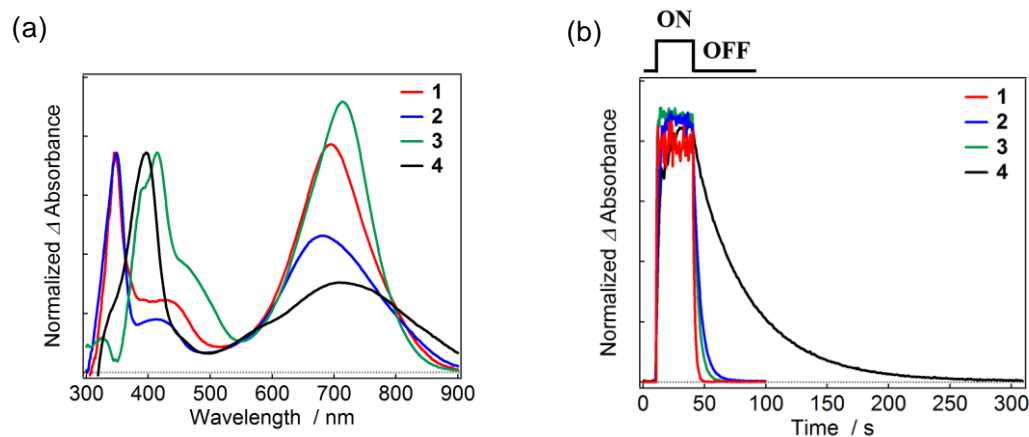 (a)
Normalized Δ Absorbance
1
2
3
4
300 400 500 600 700 800 900
Wavelength / nm
(b)
ON
OFF
Normalized Δ Absorbance
1
2
3
4
0 50 100 150 200 250 300
Time / s